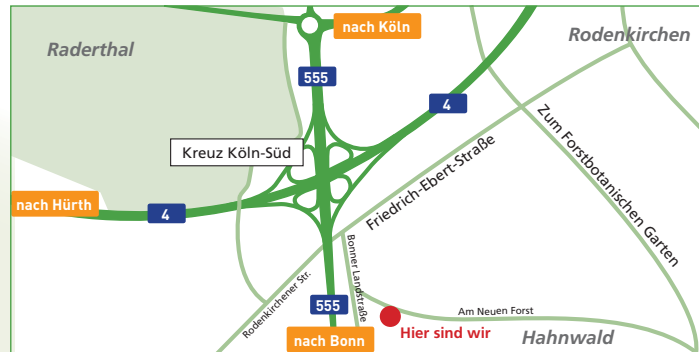 nach Köln
Raderthal
Rodenkirchen
555
4
Zum Forstbotanischen Garten
Kreuz Köln-Süd
Friedrich-Ebert-Straße
nach Hürth
4
Bonner Landstraße
Rodenkirchener Str.
555
Am Neuen Forst
Hier sind wir
nach Bonn
Hahnwald